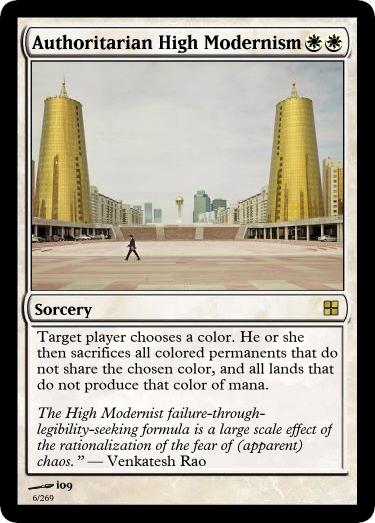 Authoritarian High Modernism
Sorcery
Target player chooses a color. He or she
then sacrifices all colored permanents that do
not share the chosen color, and all lands that
do not produce that color of mana.
The High Modernist failure-through-
legibility-seeking formula is a large scale effect of
the rationalization of the fear of (apparent)
chaos.” — Venkatesh Rao
io9
6/269